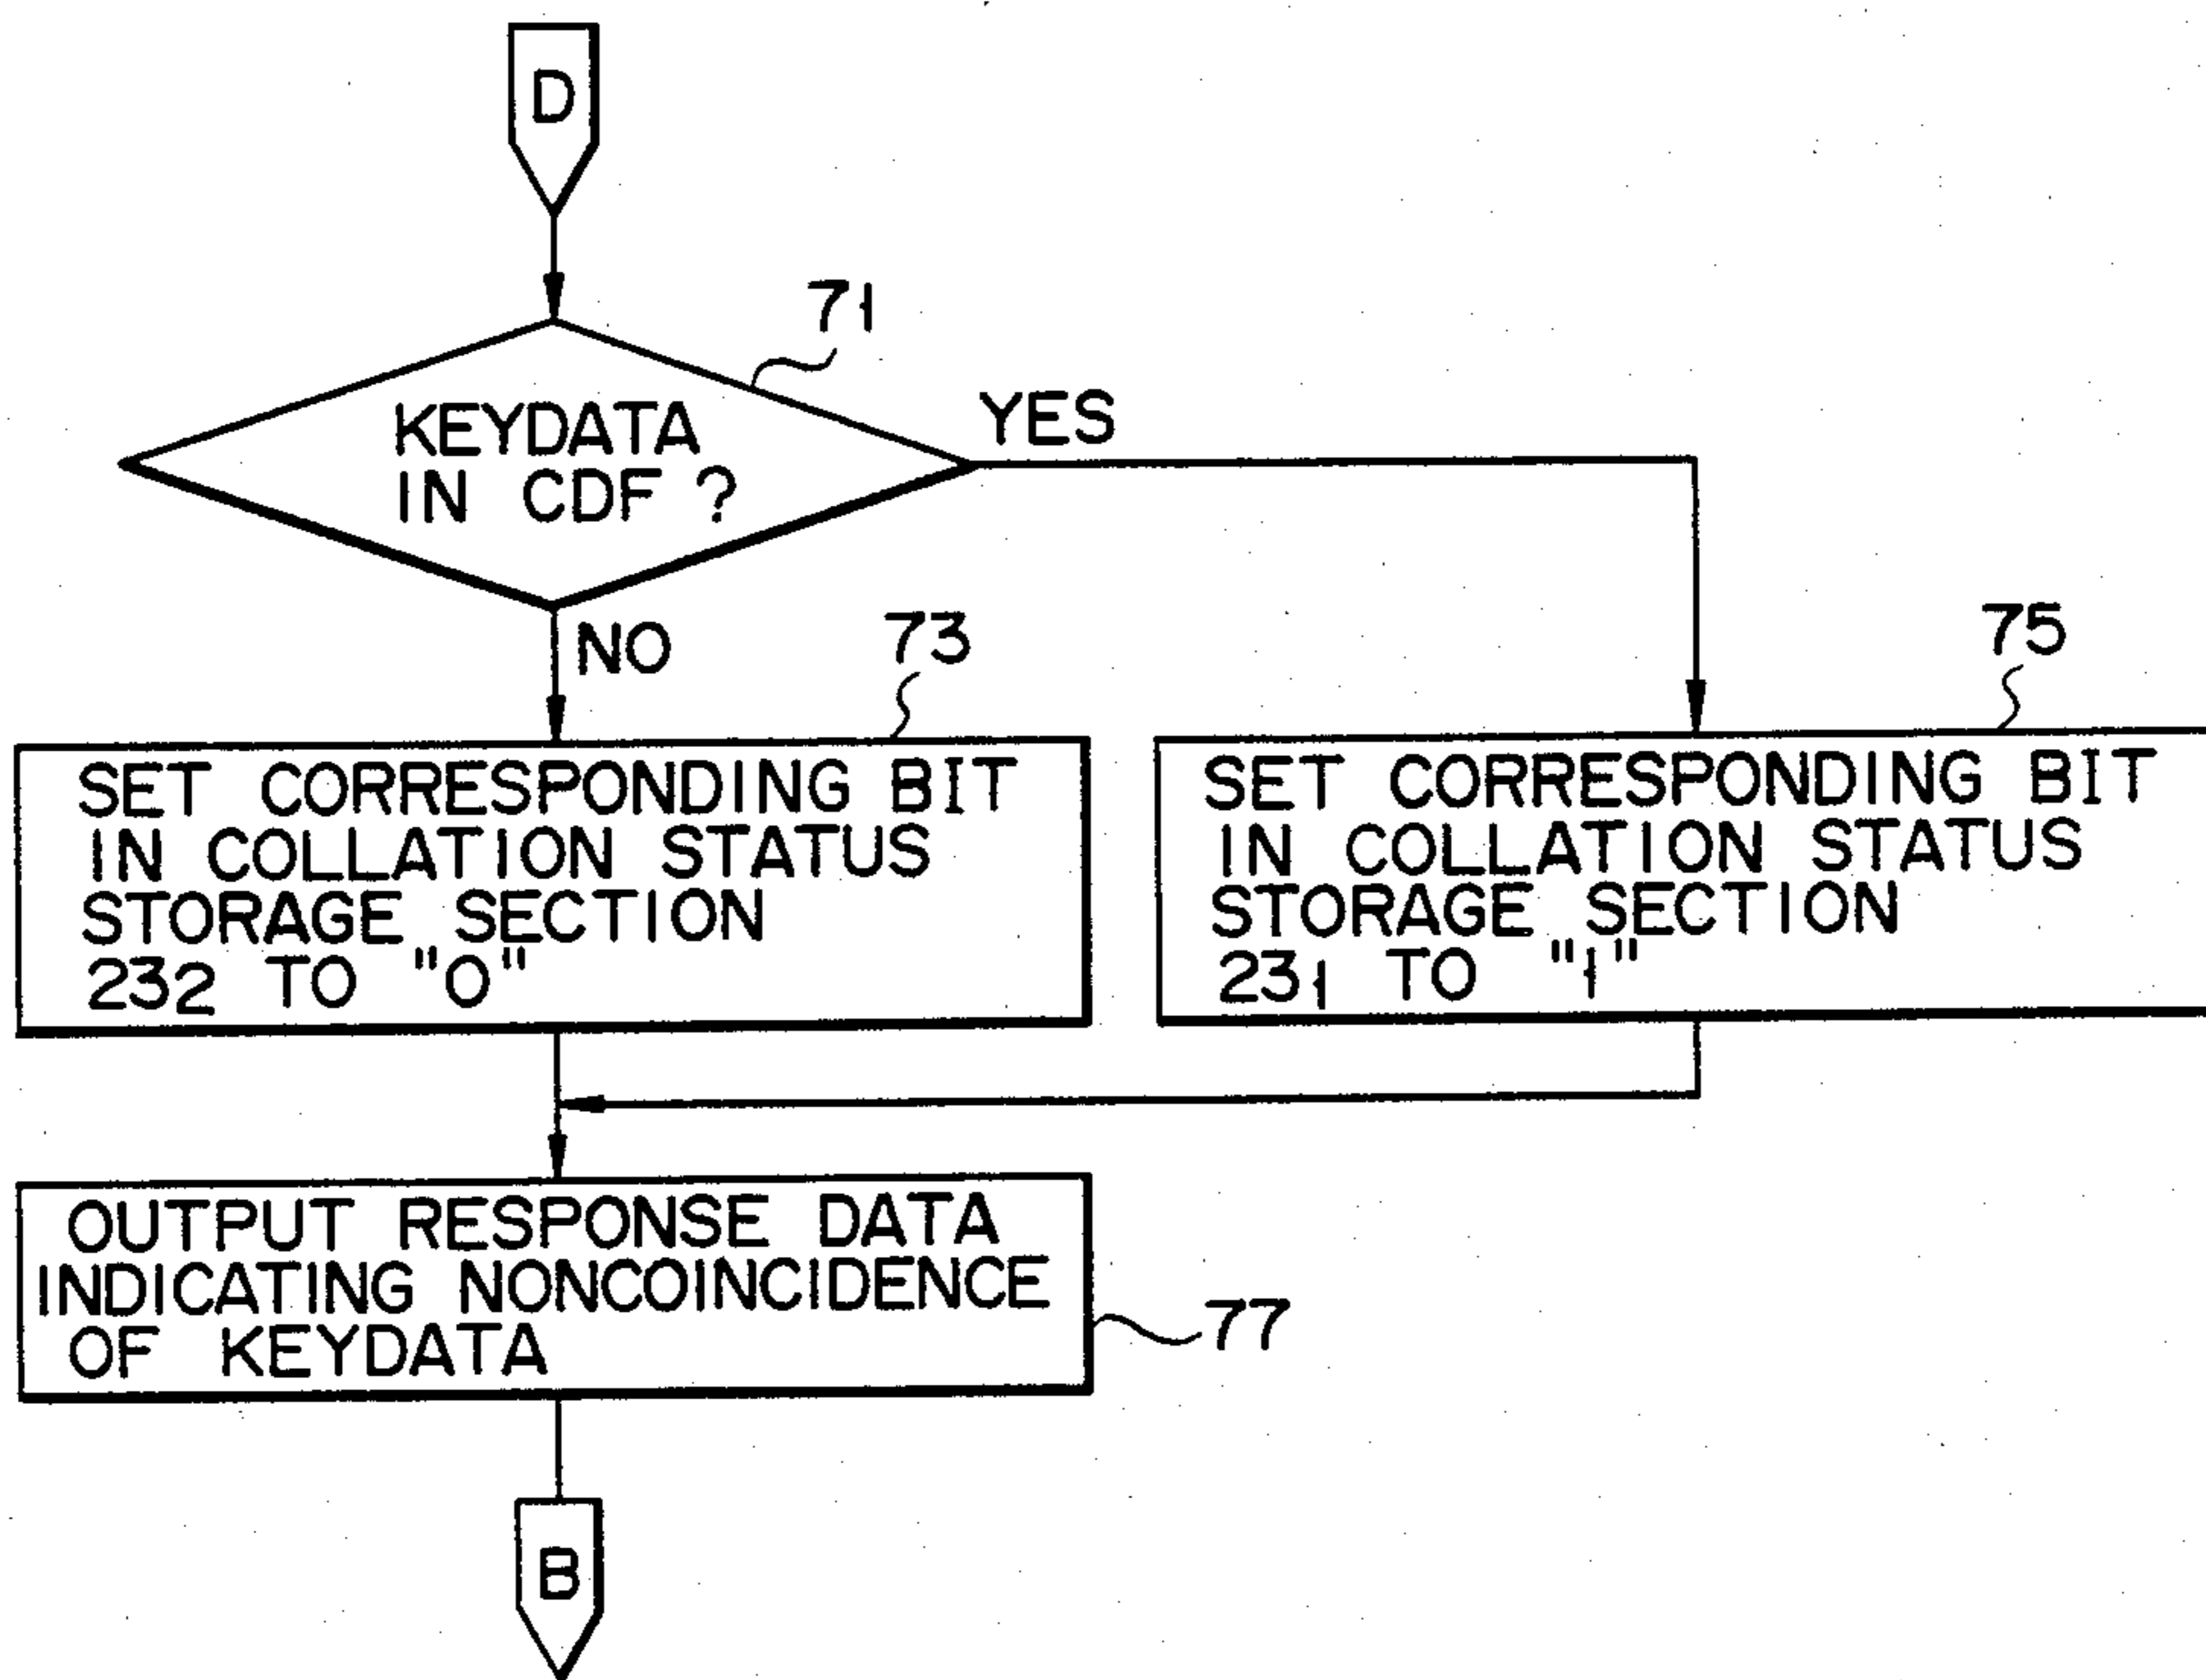 D
71
KEYDATA
IN CDF ?
YES
NO
73
75
SET CORRESPONDING BIT
IN COLLATION STATUS
STORAGE SECTION
23₂ TO "0"
SET CORRESPONDING BIT
IN COLLATION STATUS
STORAGE SECTION
23₁ TO "1"
OUTPUT RESPONSE DATA
INDICATING NONCOINCIDENCE
OF KEYDATA
77
B